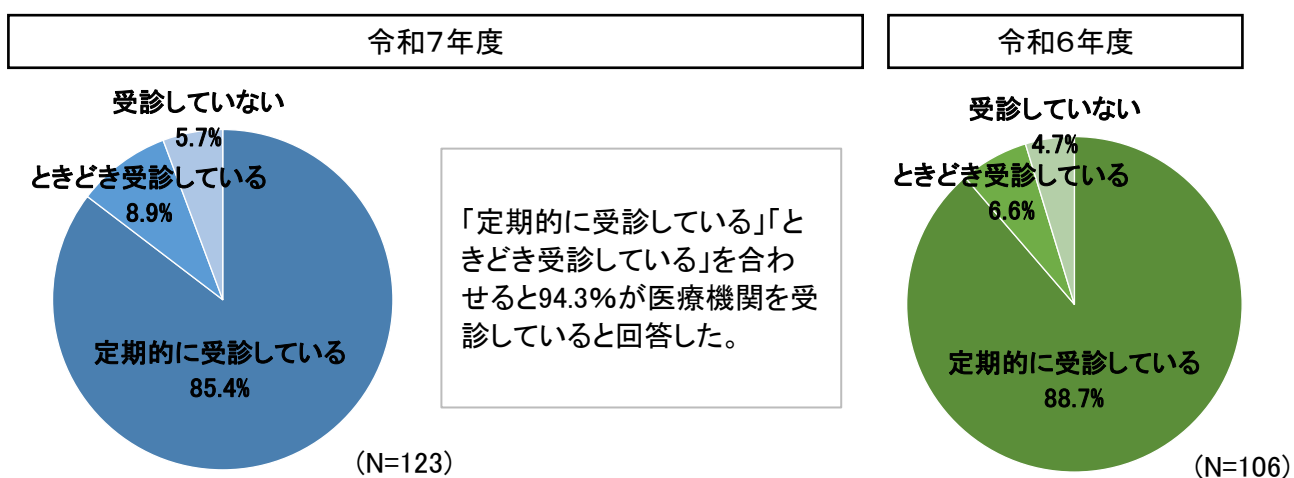 令和7年度
受診していない
5.7%
ときどき受診している
8.9%
定期的に受診している
85.4%
(N=123)
「定期的に受診している」「と
きどき受診している」を合わ
せると94.3%が医療機関を受
診していると回答した。
令和6年度
受診していない
4.7%
ときどき受診している
6.6%
定期的に受診している
88.7%
(N=106)